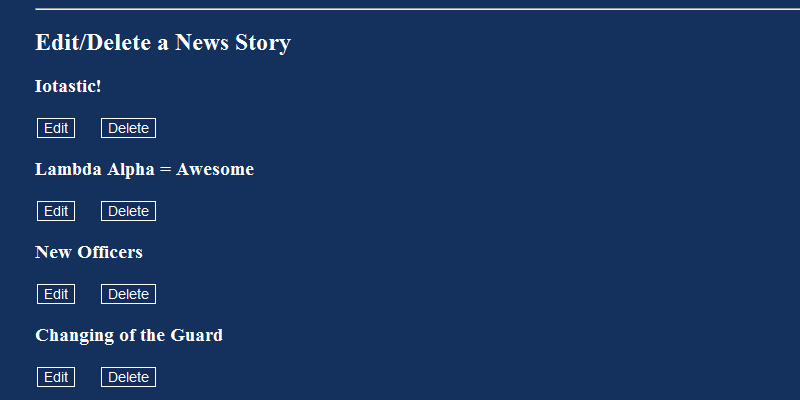 Edit/Delete a News Story
Iotastic!
Edit Delete
Lambda Alpha = Awesome
Edit Delete
New Officers
Edit Delete
Changing of the Guard
Edit Delete